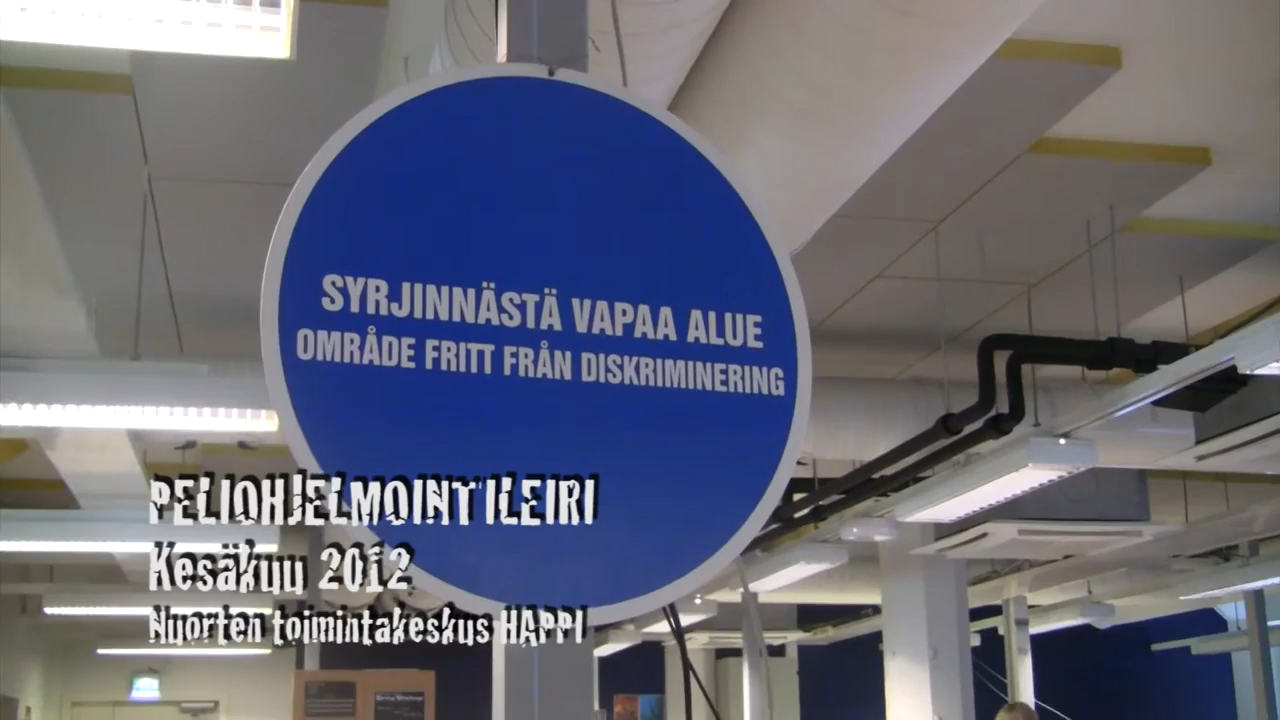 SYRJINNÄSTÄ VAPAA ALUE
OMRÅDE FRITT FRÅN DISKRIMINERING
PELIOHJELMOINTILEIRI
Kesäkuu 2012
Nuorten toimintakeskus HAPPI